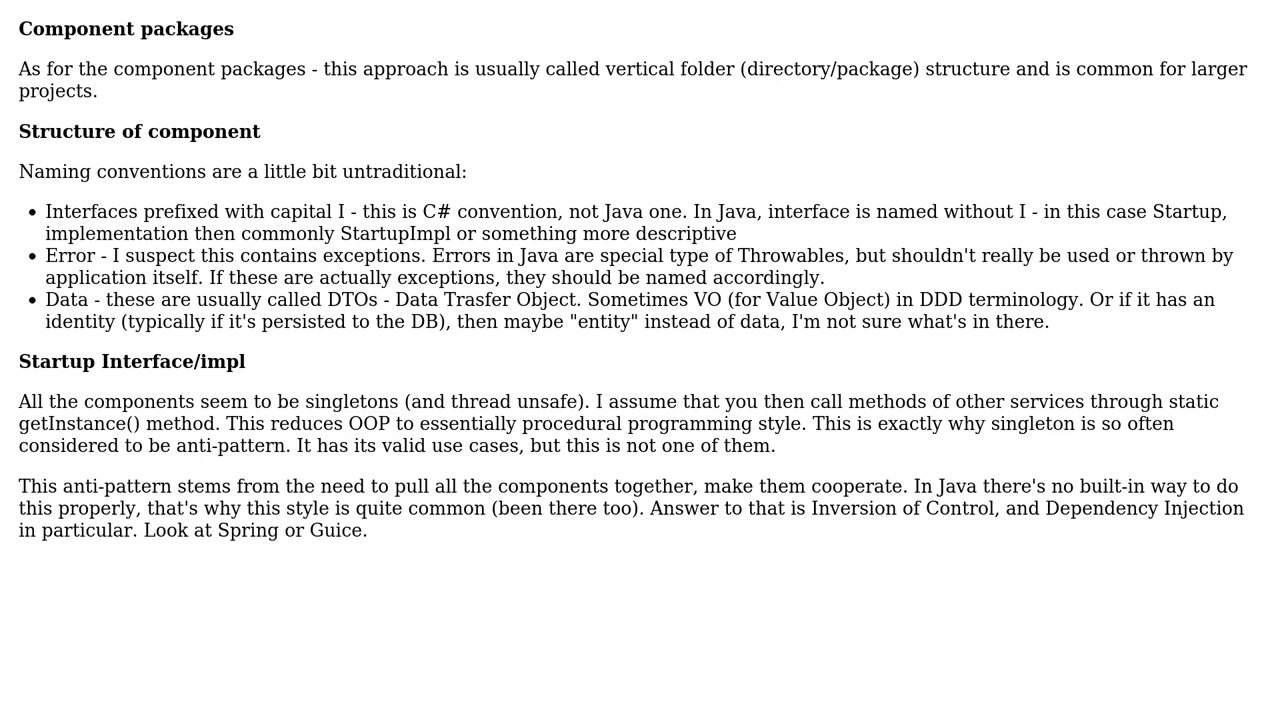 Component packages
As for the component packages - this approach is usually called vertical folder (directory/package) structure and is common for larger
projects.
Structure of component
Naming conventions are a little bit untraditional:
• Interfaces prefixed with capital I - this is C# convention, not Java one. In Java, interface is named without I - in this case Startup,
implementation then commonly StartupImpl or something more descriptive
• Error - I suspect this contains exceptions. Errors in Java are special type of Throwables, but shouldn't really be used or thrown by
application itself. If these are actually exceptions, they should be named accordingly.
• Data - these are usually called DTOs - Data Trasfer Object. Sometimes VO (for Value Object) in DDD terminology. Or if it has an
identity (typically if it's persisted to the DB), then maybe "entity" instead of data, I'm not sure what's in there.
Startup Interface/impl
All the components seem to be singletons (and thread unsafe). I assume that you then call methods of other services through static
getInstance() method. This reduces OOP to essentially procedural programming style. This is exactly why singleton is so often
considered to be anti-pattern. It has its valid use cases, but this is not one of them.
This anti-pattern stems from the need to pull all the components together, make them cooperate. In Java there's no built-in way to do
this properly, that's why this style is quite common (been there too). Answer to that is Inversion of Control, and Dependency Injection
in particular. Look at Spring or Guice.